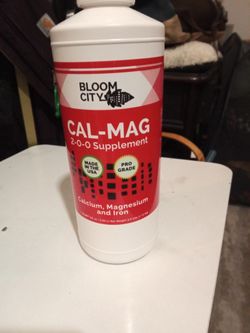 BLOOM
CITY
CAL-MAG
2-0-0 Supplement
MADE
IN THE
USA
PRO
GRADE
Calcium, Magnesium
and Iron